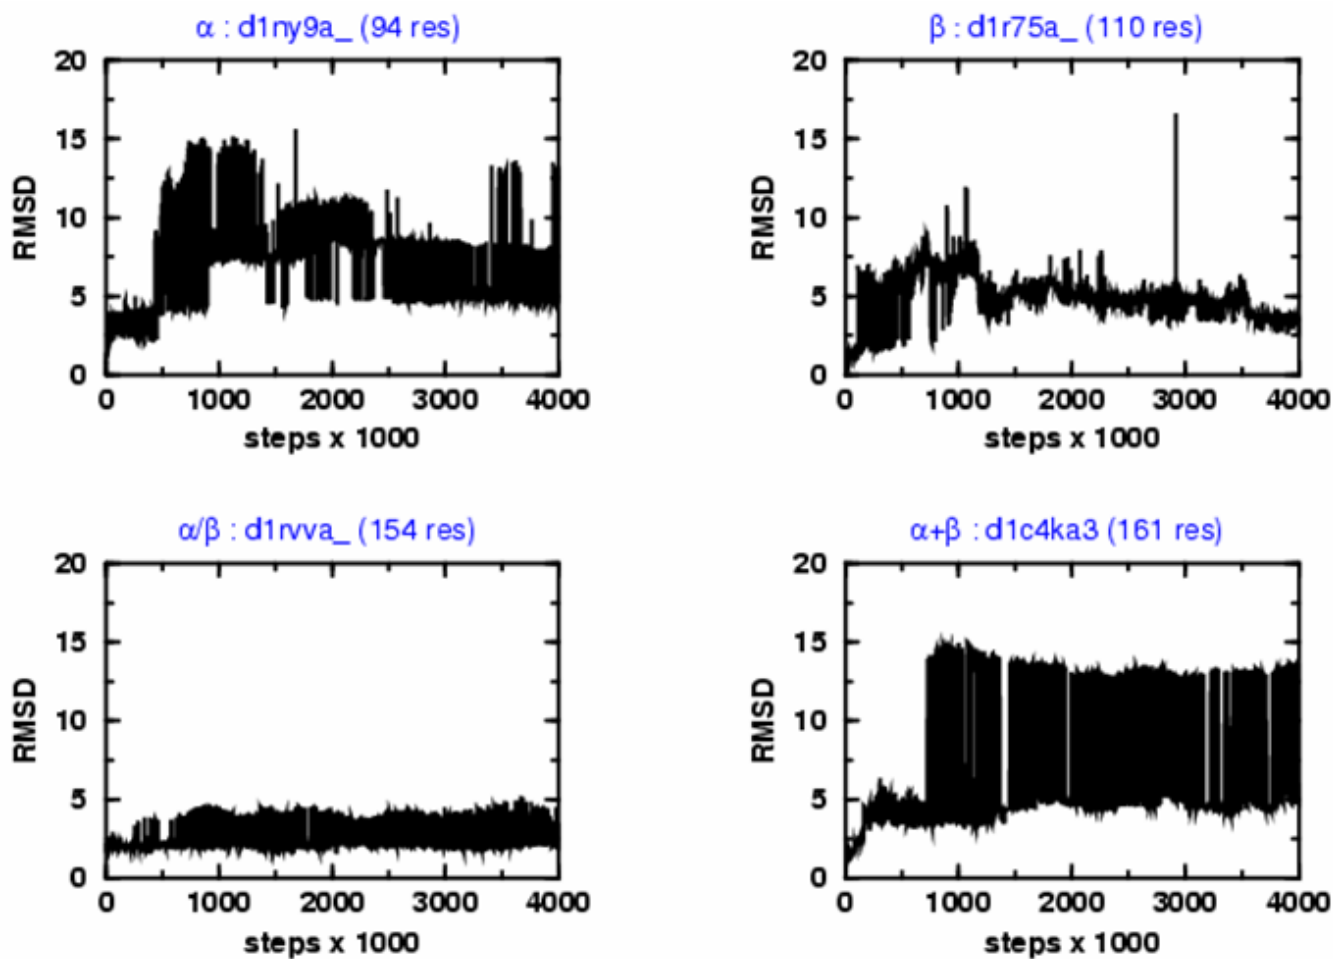 α : d1ny9a_ (94 res)
20
15
10
5
0
RMSD
0 1000 2000 3000 4000
steps x 1000
β : d1r75a_ (110 res)
20
15
10
5
0
RMSD
0 1000 2000 3000 4000
steps x 1000
α/β : d1rvva_ (154 res)
20
15
10
5
0
RMSD
0 1000 2000 3000 4000
steps x 1000
α+β : d1c4ka3 (161 res)
20
15
10
5
0
RMSD
0 1000 2000 3000 4000
steps x 1000